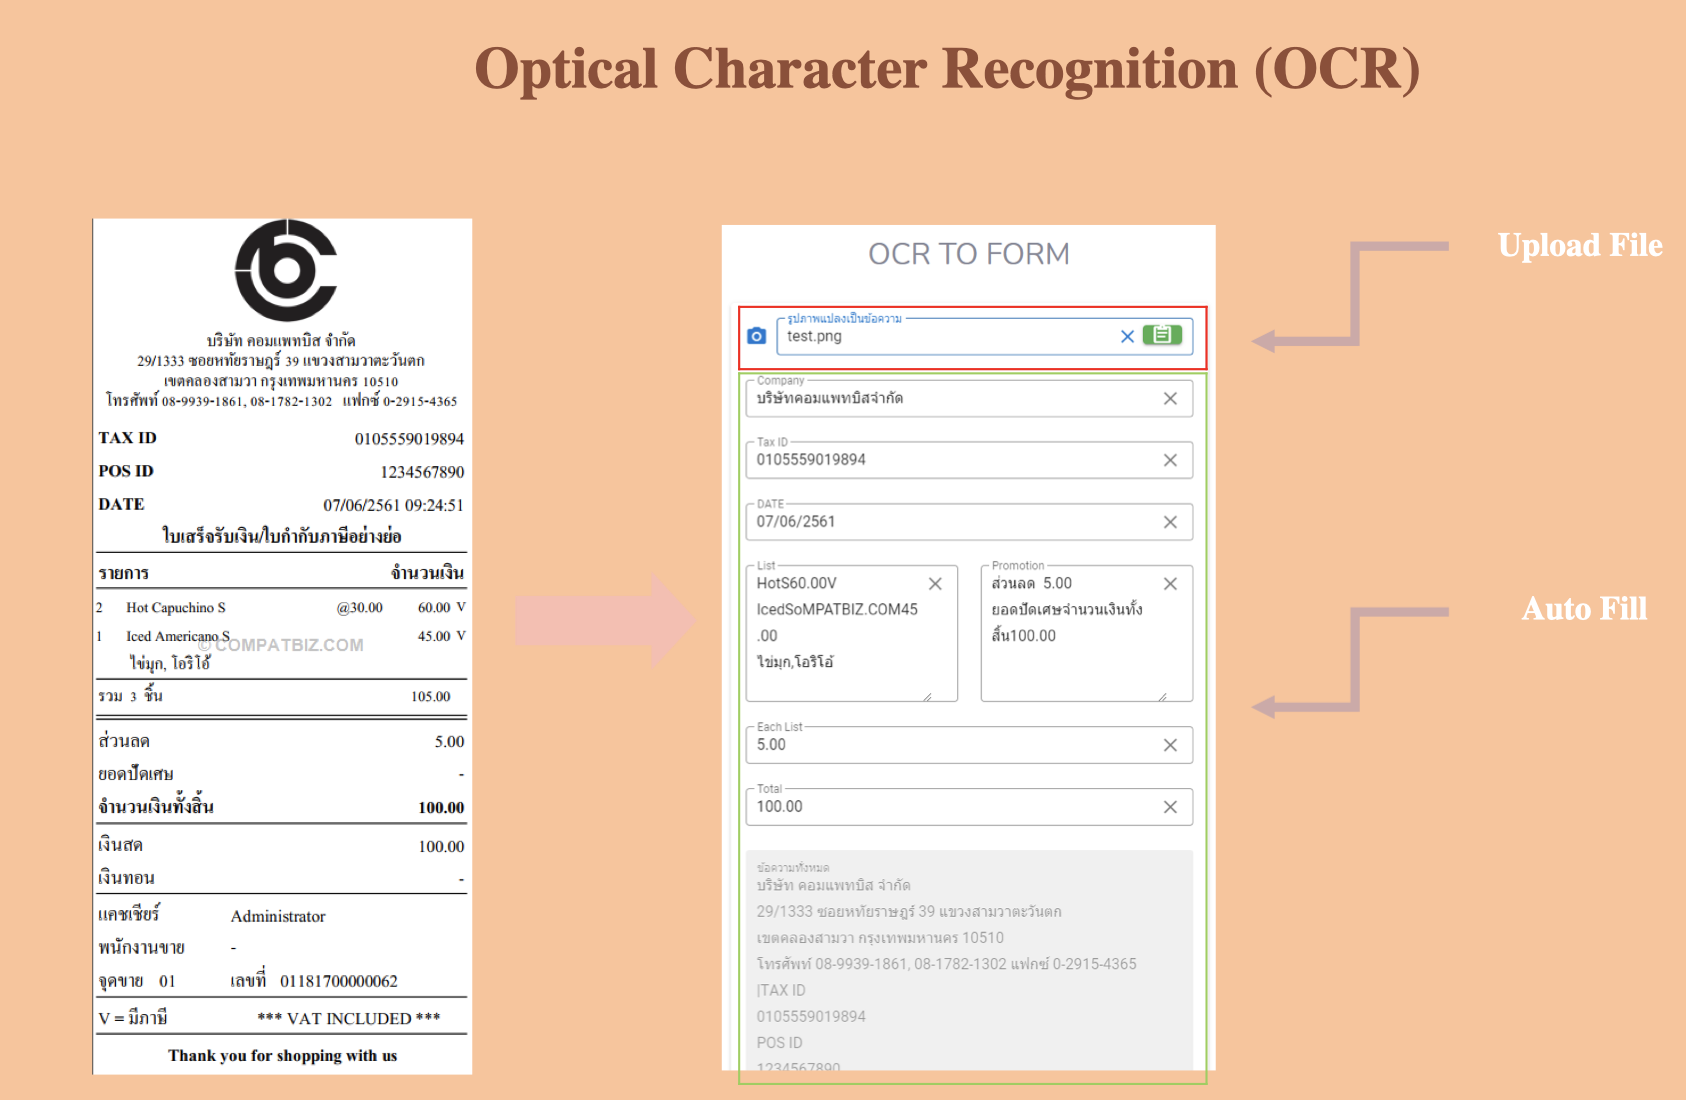 Optical Character Recognition (OCR)
บริษัท คอมแพทบิส จำกัด
29/1333 ซอยหทัยราษฎร์ 39 แขวงสามวาตะวันตก
เขตคลองสามวา กรุงเทพมหานคร 10510
โทรศัพท์ 08-9939-1861, 08-1782-1302 แฟกซ์ 0-2915-4365
TAX ID 0105559019894
POS ID 1234567890
DATE 07/06/2561 09:24:51
ใบเสร็จรับเงิน/ใบกำกับภาษีอย่างย่อ
รายการ จำนวนเงิน
2 Hot Capuchino S @30.00 60.00 V
1 Iced Americano S 45.00 V
© COMPATBIZ.COM
ไข่มุก, โอริโอ้
รวม 3 ชิ้น 105.00
ส่วนลด 5.00
ยอดปัดเศษ -
จำนวนเงินทั้งสิ้น 100.00
เงินสด 100.00
เงินทอน -
แคชเชียร์ Administrator
พนักงานขาย -
จุดขาย 01 เลขที่ 01181700000062
V = มีภาษี *** VAT INCLUDED ***
Thank you for shopping with us
OCR TO FORM
รูปภาพแปลงเป็นข้อความ
test.png
Company
บริษัทคอมแพทบิสจำกัด
Tax ID
0105559019894
DATE
07/06/2561
List
HotS60.00V
IcedSoMPATBIZ.COM45
.00
ไข่มุก,โอริโอ้
Promotion
ส่วนลด 5.00
ยอดปัดเศษจำนวนเงินทั้ง
สิ้น100.00
Each List
5.00
Total
100.00
ข้อความทั้งหมด
บริษัท คอมแพทบิส จำกัด
29/1333 ซอยหทัยราษฎร์ 39 แขวงสามวาตะวันตก
เขตคลองสามวา กรุงเทพมหานคร 10510
โทรศัพท์ 08-9939-1861, 08-1782-1302 แฟกซ์ 0-2915-4365
|TAX ID
0105559019894
POS ID
1234567890
Upload File
Auto Fill